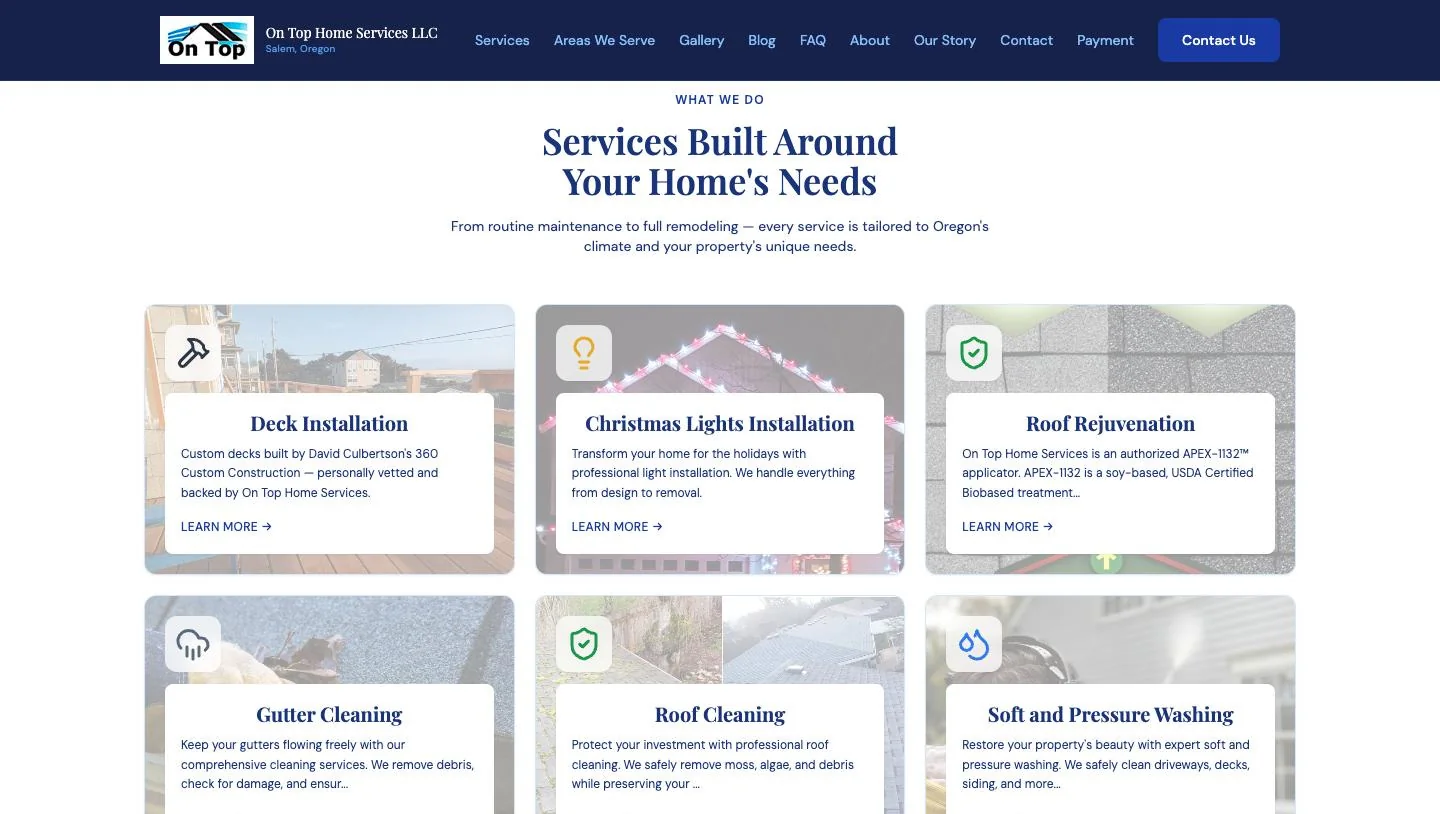 On Top
On Top Home Services LLC
Salem, Oregon
Services
Areas We Serve
Gallery
Blog
FAQ
About
Our Story
Contact
Payment
Contact Us
WHAT WE DO
Services Built Around
Your Home's Needs
From routine maintenance to full remodeling — every service is tailored to Oregon's
climate and your property's unique needs.
Deck Installation
Custom decks built by David Culbertson's 360
Custom Construction — personally vetted and
backed by On Top Home Services.
LEARN MORE →
Christmas Lights Installation
Transform your home for the holidays with
professional light installation. We handle everything
from design to removal.
LEARN MORE →
Roof Rejuvenation
On Top Home Services is an authorized APEX-1132™
applicator. APEX-1132 is a soy-based, USDA Certified
Biobased treatment...
LEARN MORE →
Gutter Cleaning
Keep your gutters flowing freely with our
comprehensive cleaning services. We remove debris,
check for damage, and ensur...
Roof Cleaning
Protect your investment with professional roof
cleaning. We safely remove moss, algae, and debris
while preserving your ...
Soft and Pressure Washing
Restore your property's beauty with expert soft and
pressure washing. We safely clean driveways, decks,
siding, and more...